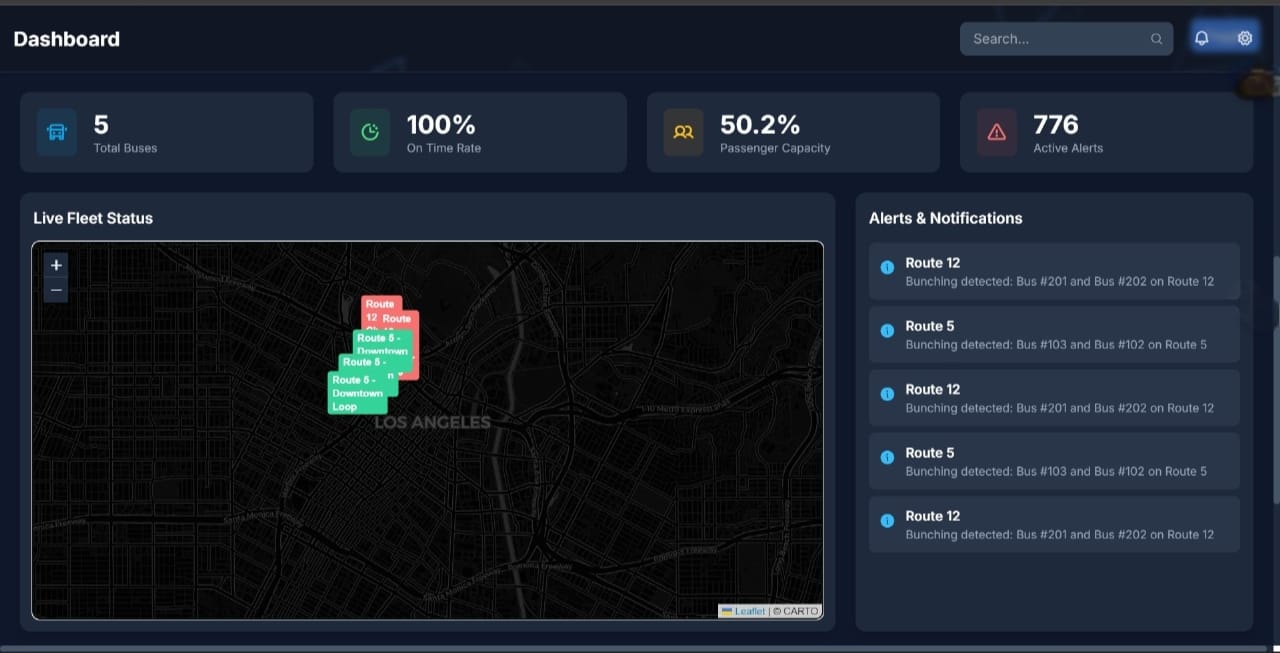 Dashboard
Search...
5
Total Buses
100%
On Time Rate
50.2%
Passenger Capacity
776
Active Alerts
Live Fleet Status
+
−
Route
12 Route
Route 5 -
Downtown
Route 5 -
Route 5 -
Downtown
Loop
LOS ANGELES
Santa Monica Freeway
Leaflet | © CARTO
Alerts & Notifications
Route 12
Bunching detected: Bus #201 and Bus #202 on Route 12
Route 5
Bunching detected: Bus #103 and Bus #102 on Route 5
Route 12
Bunching detected: Bus #201 and Bus #202 on Route 12
Route 5
Bunching detected: Bus #103 and Bus #102 on Route 5
Route 12
Bunching detected: Bus #201 and Bus #202 on Route 12